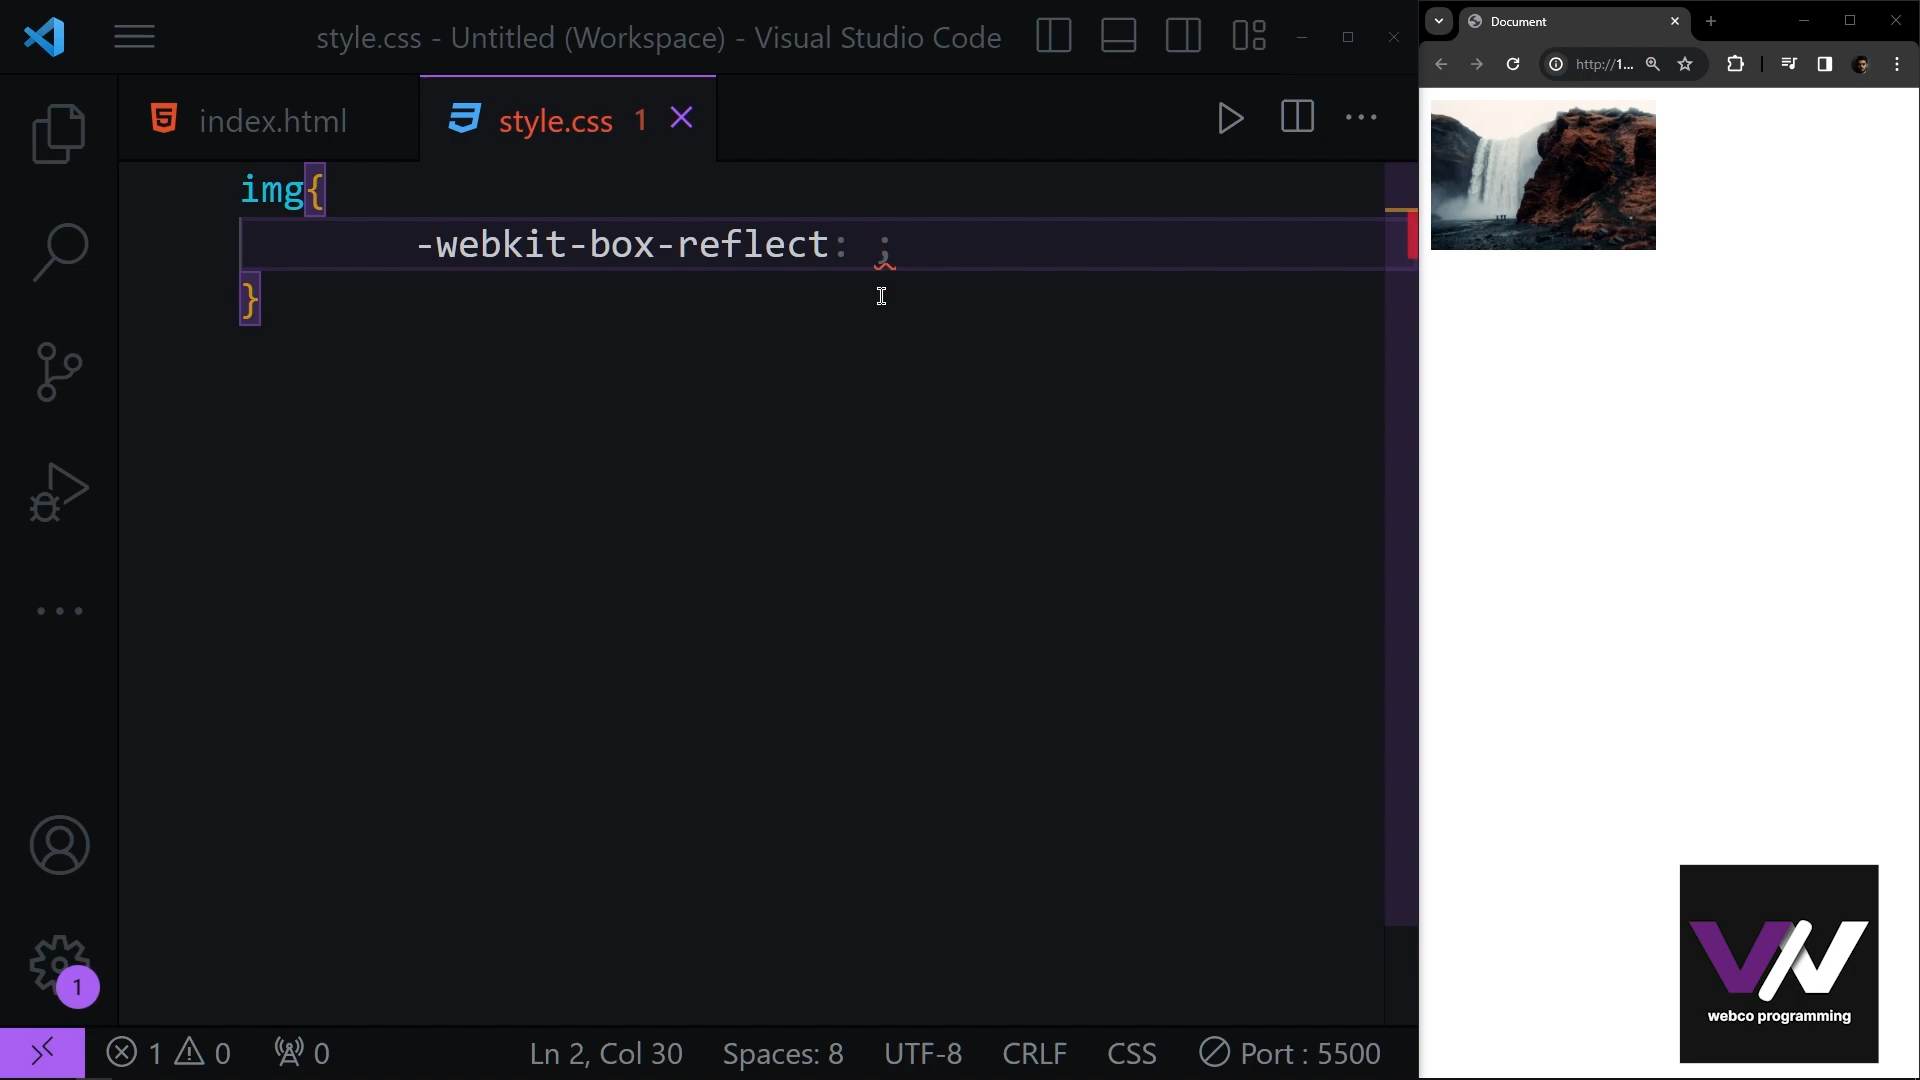 style.css - Untitled (Workspace) - Visual Studio Code
index.html
style.css 1
img{
-webkit-box-reflect: ;
}
1
1 0 0
Ln 2, Col 30
Spaces: 8
UTF-8
CRLF
CSS
Port : 5500
Document
http://1...
webco programming